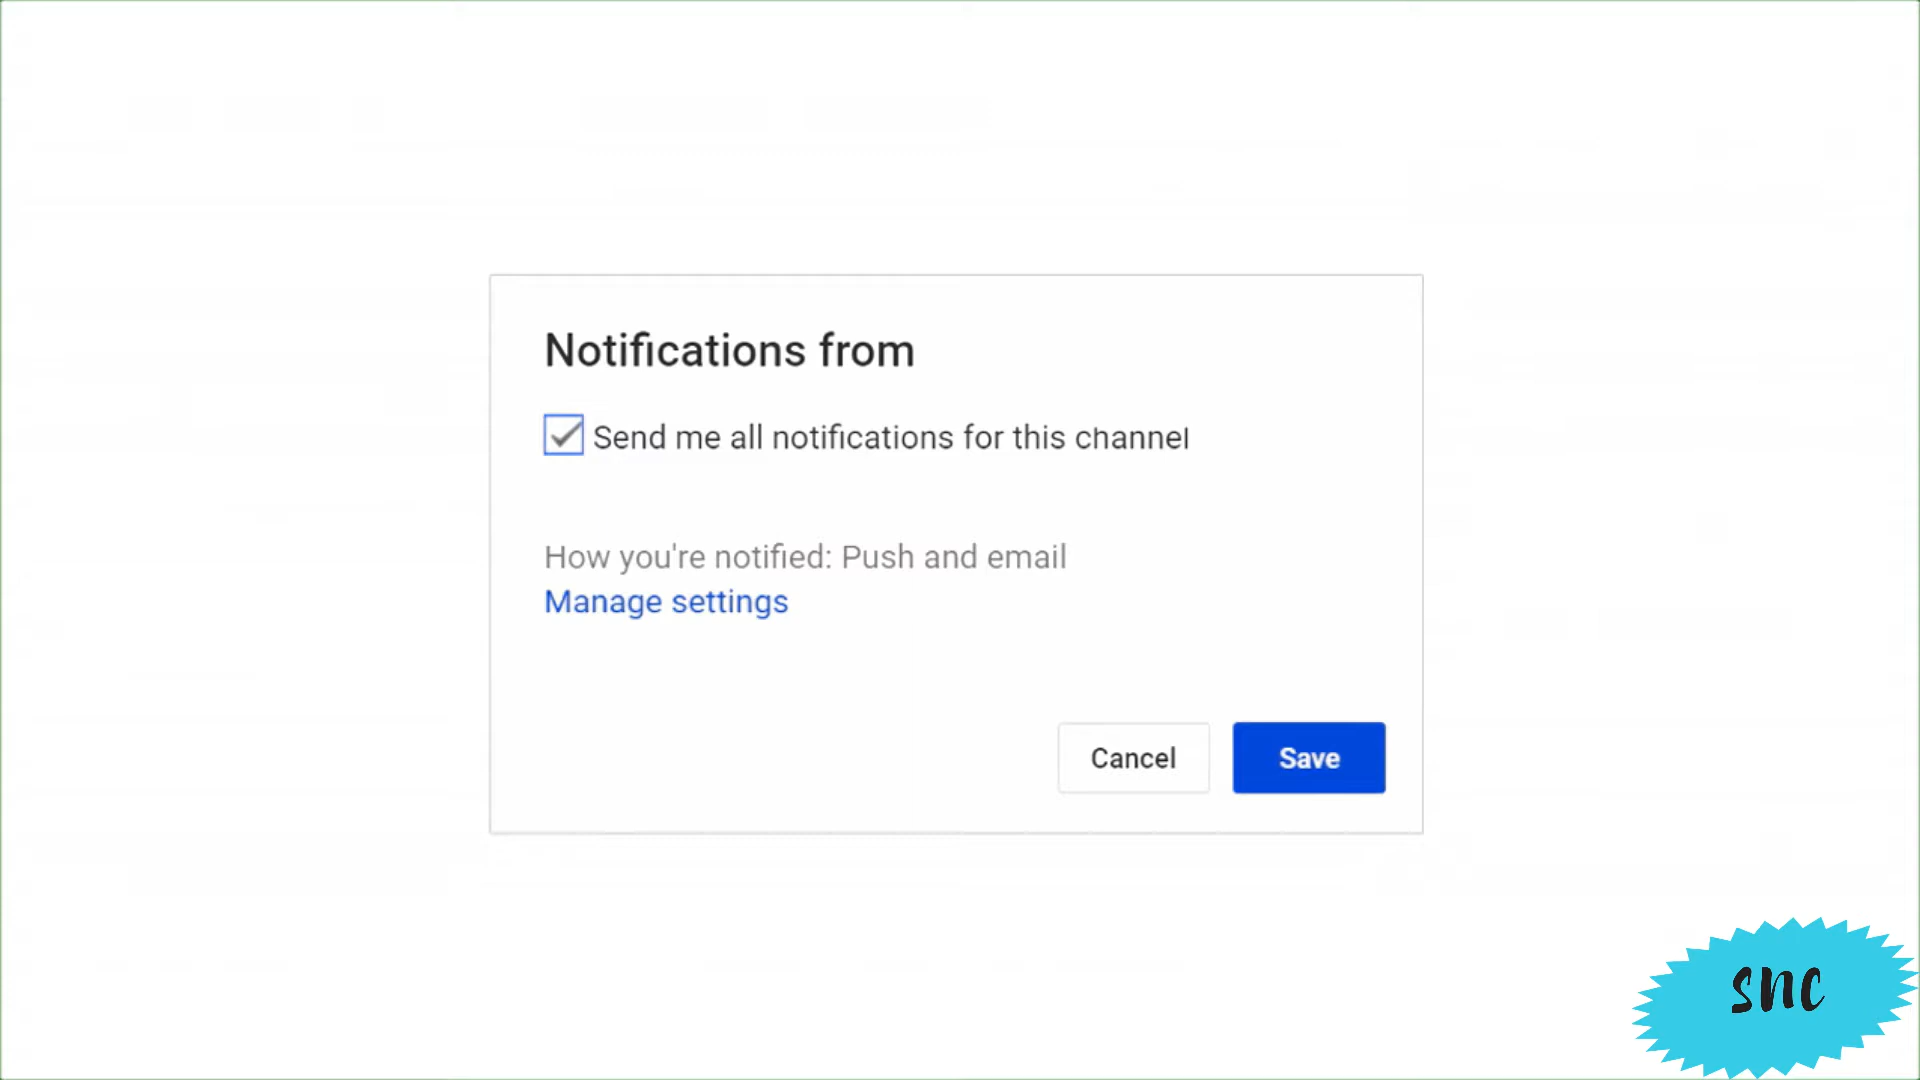 Notifications from
Send me all notifications for this channel
How you're notified: Push and email
Manage settings
Cancel
Save
snc